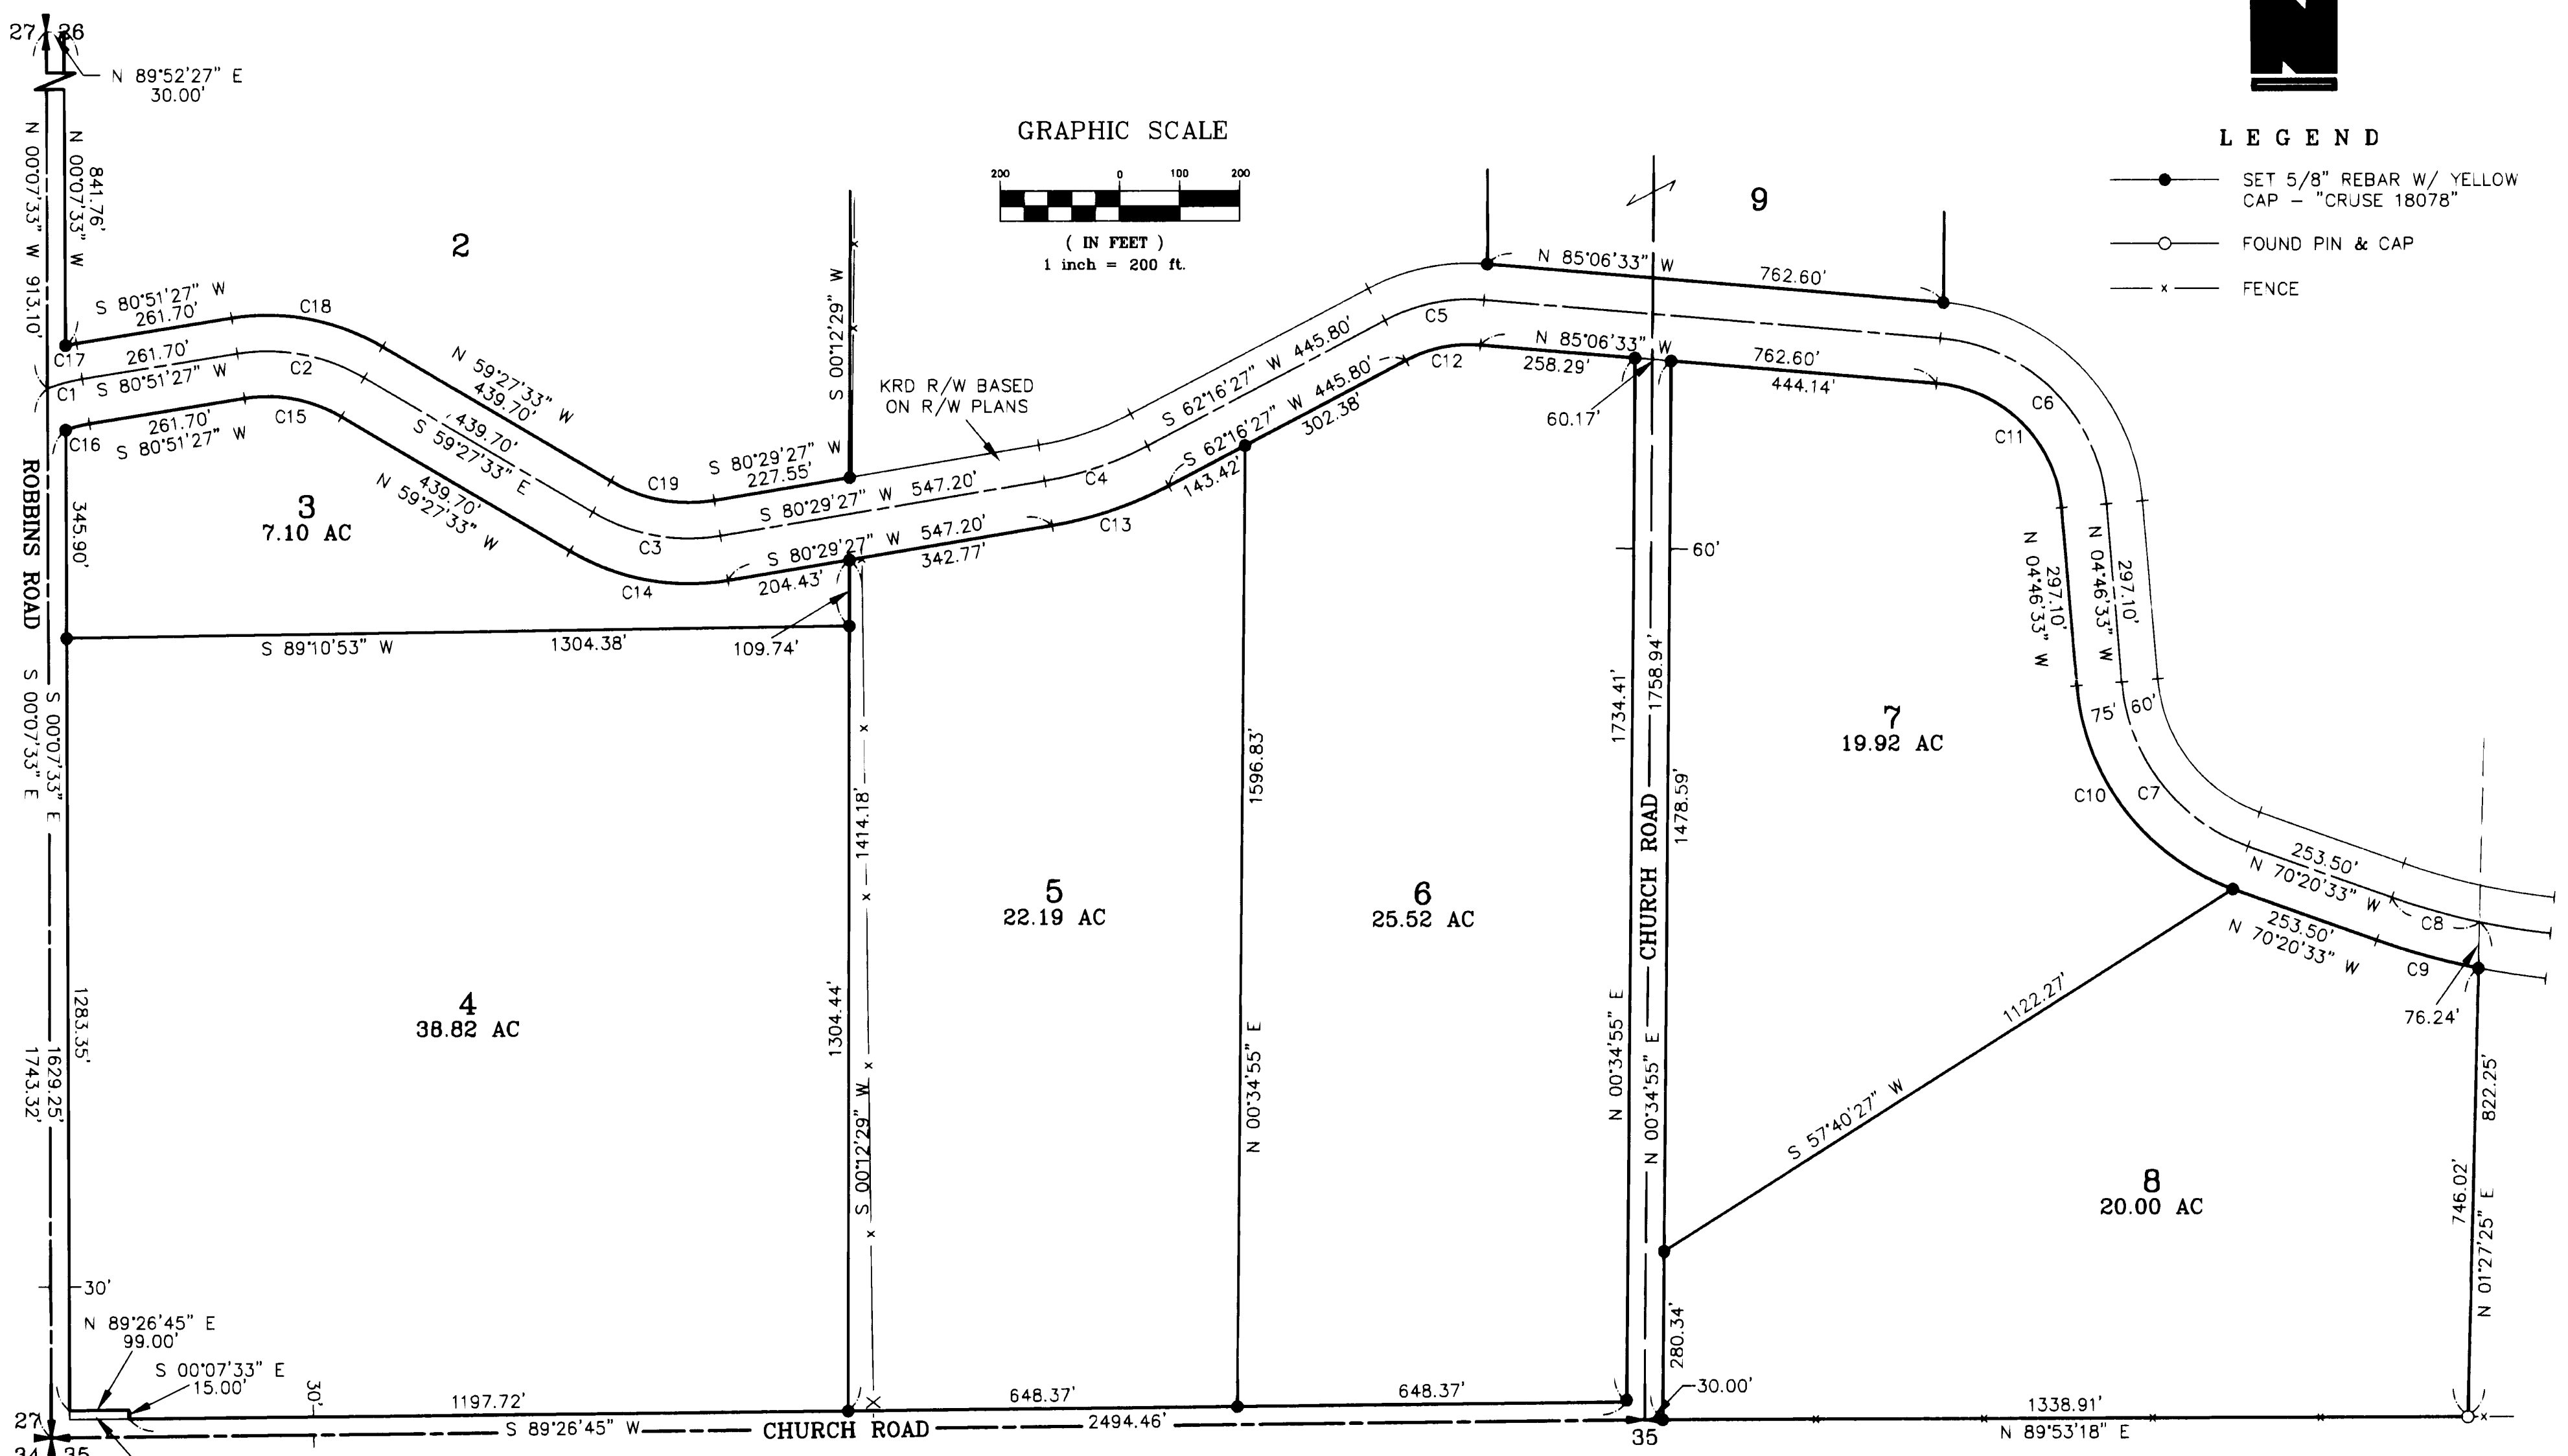 27 26
N 89°52'27" E
30.00'
N 00°07'33" W 913.10'
841.76'
N 00°07'33" W
2
GRAPHIC SCALE
200 0 100 200
( IN FEET )
1 inch = 200 ft.
9
N
LEGEND
SET 5/8" REBAR W/ YELLOW
CAP – "CRUSE 18078"
FOUND PIN & CAP
x FENCE
S 80°51'27" W
261.70'
C18
C17
261.70'
S 80°51'27" W
C1
C2
C16
261.70'
S 80°51'27" W
C15
N 59°27'33" W
439.70'
439.70'
S 59°27'33" E
439.70'
N 59°27'33" W
C19
C3
C14
S 80°29'27" W
227.55'
S 00°12'29" W
KRD R/W BASED
ON R/W PLANS
S 80°29'27" W 547.20'
S 80°29'27" W 547.20'
204.43'
342.77'
C4
C13
S 62°16'27" W 445.80'
S 62°16'27" W 445.80'
143.42'
302.38'
C5
C12
N 85°06'33" W 762.60'
N 85°06'33" W 762.60'
258.29'
60.17'
444.14'
C6
C11
N 04°46'33" W
297.10'
N 04°46'33" W
297.10'
75' 60'
C10
C7
253.50'
N 70°20'33" W
253.50'
N 70°20'33" W
C8
C9
76.24'
ROBBINS ROAD
S 00°07'33" E
S 00°07'33" E
345.90'
3
7.10 AC
S 89°10'53" W 1304.38'
109.74'
60'
1734.41'
1758.94'
1478.59'
1596.83'
1414.18'
7
19.92 AC
CHURCH ROAD
4
38.82 AC
5
22.19 AC
6
25.52 AC
1283.35'
1629.25'
1743.32'
1304.44'
S 00°12'29" W
N 00°34'55" E
N 00°34'55" E
N 00°34'55" E
1122.27'
S 57°40'27" W
8
20.00 AC
822.25'
746.02'
N 01°27'25" E
280.34'
30'
N 89°26'45" E
99.00'
S 00°07'33" E
15.00'
30'
1197.72'
648.37'
648.37'
30.00'
1338.91'
N 89°53'18" E
27
S 89°26'45" W CHURCH ROAD 2494.46'
35
34 35